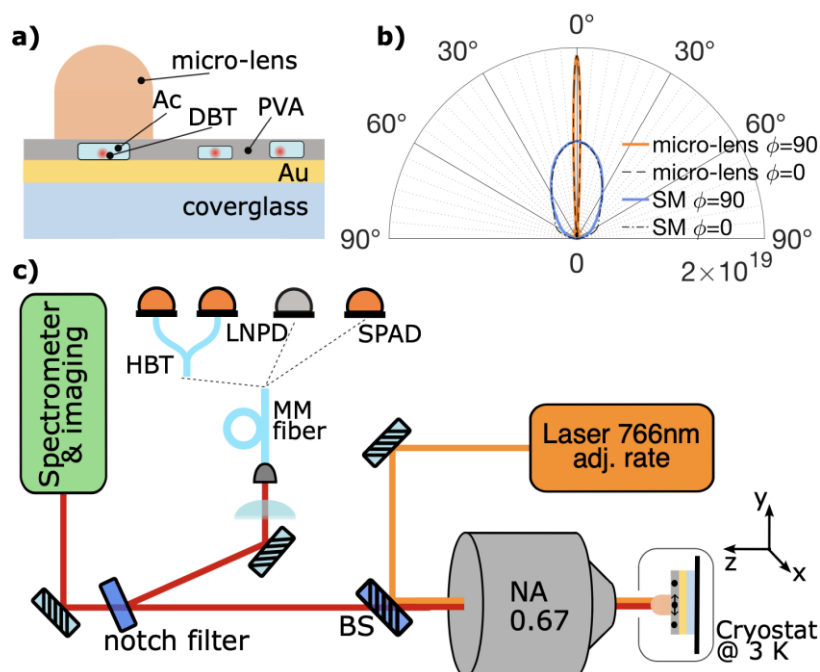 a)
micro-lens
Ac
DBT
PVA
Au
coverglass
b)
0°
30°
30°
60°
60°
micro-lens ϕ=90
micro-lens ϕ=0
SM ϕ=90
SM ϕ=0
90°
90°
0
2×10¹⁹
c)
Spectrometer
& imaging
HBT
LNPD
SPAD
MM
fiber
Laser 766nm
adj. rate
NA
0.67
notch filter
BS
Cryostat
@ 3 K
y
z
x